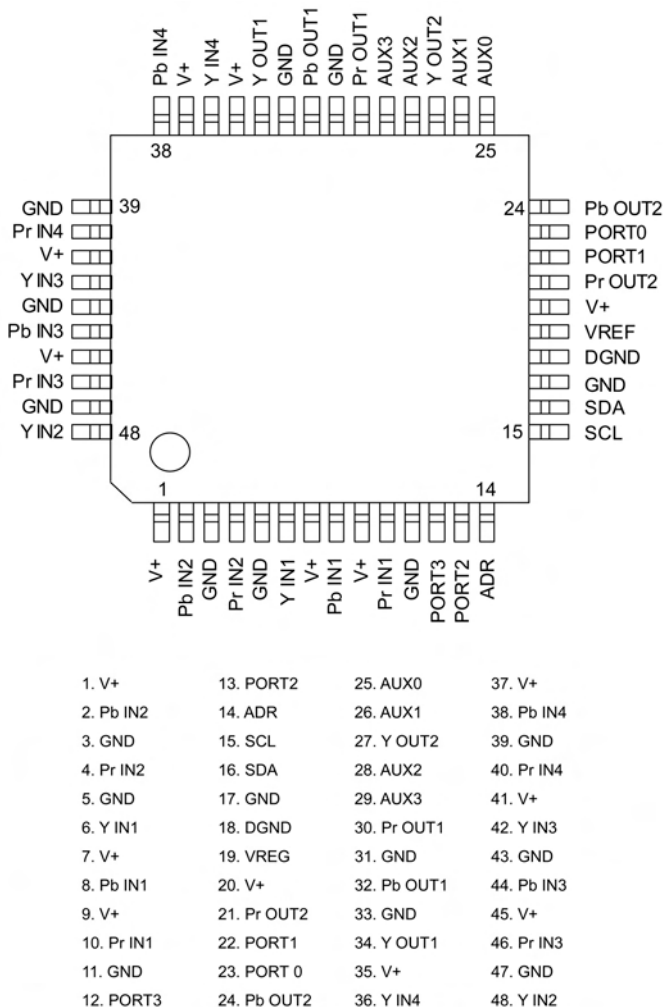 Pb IN4
V+
Y IN4
V+
Y OUT1
GND
Pb OUT1
GND
Pr OUT1
AUX3
AUX2
Y OUT2
AUX1
AUX0
38
25
GND
39
24
Pb OUT2
Pr IN4
PORT0
V+
PORT1
Y IN3
Pr OUT2
GND
V+
Pb IN3
VREF
V+
DGND
Pr IN3
GND
GND
SDA
Y IN2
48
15
SCL
1
14
V+
Pb IN2
GND
Pr IN2
GND
Y IN1
V+
Pb IN1
V+
Pr IN1
GND
PORT3
PORT2
ADR
1. V+
2. Pb IN2
3. GND
4. Pr IN2
5. GND
6. Y IN1
7. V+
8. Pb IN1
9. V+
10. Pr IN1
11. GND
12. PORT3
13. PORT2
14. ADR
15. SCL
16. SDA
17. GND
18. DGND
19. VREG
20. V+
21. Pr OUT2
22. PORT1
23. PORT 0
24. Pb OUT2
25. AUX0
26. AUX1
27. Y OUT2
28. AUX2
29. AUX3
30. Pr OUT1
31. GND
32. Pb OUT1
33. GND
34. Y OUT1
35. V+
36. Y IN4
37. V+
38. Pb IN4
39. GND
40. Pr IN4
41. V+
42. Y IN3
43. GND
44. Pb IN3
45. V+
46. Pr IN3
47. GND
48. Y IN2